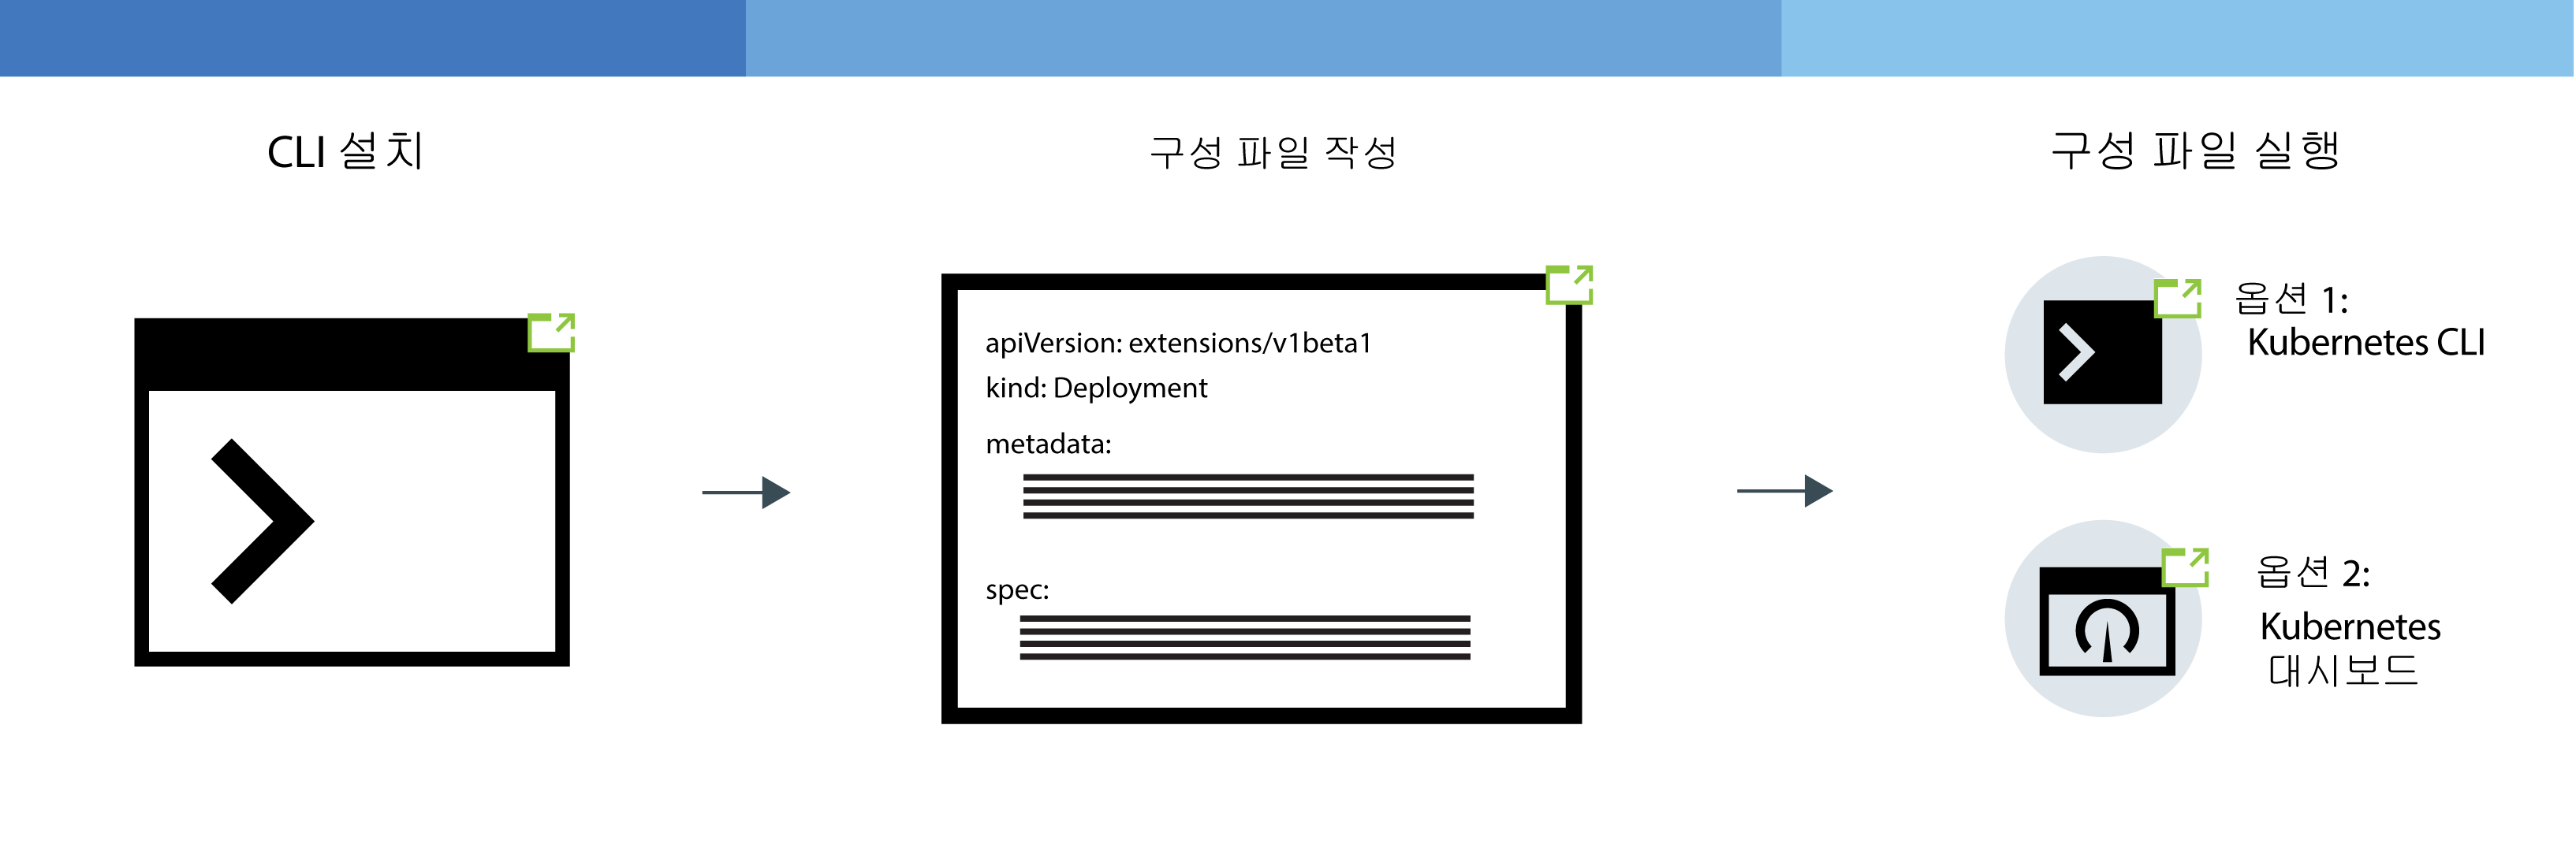 CLI 설치
구성 파일 작성
구성 파일 실행
apiVersion: extensions/v1beta1
kind: Deployment
metadata:
spec:
옵션 1:
Kubernetes CLI
옵션 2:
Kubernetes
대시보드